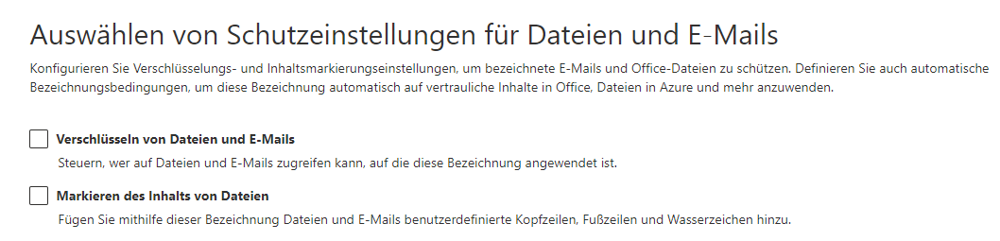 Auswählen von Schutzeinstellungen für Dateien und E-Mails
Konfigurieren Sie Verschlüsselungs- und Inhaltsmarkierungseinstellungen, um bezeichnete E-Mails und Office-Dateien zu schützen. Definieren Sie auch automatische
Bezeichnungsbedingungen, um diese Bezeichnung automatisch auf vertrauliche Inhalte in Office, Dateien in Azure und mehr anzuwenden.
Verschlüsseln von Dateien und E-Mails
Steuern, wer auf Dateien und E-Mails zugreifen kann, auf die diese Bezeichnung angewendet ist.
Markieren des Inhalts von Dateien
Fügen Sie mithilfe dieser Bezeichnung Dateien und E-Mails benutzerdefinierte Kopfzeilen, Fußzeilen und Wasserzeichen hinzu.